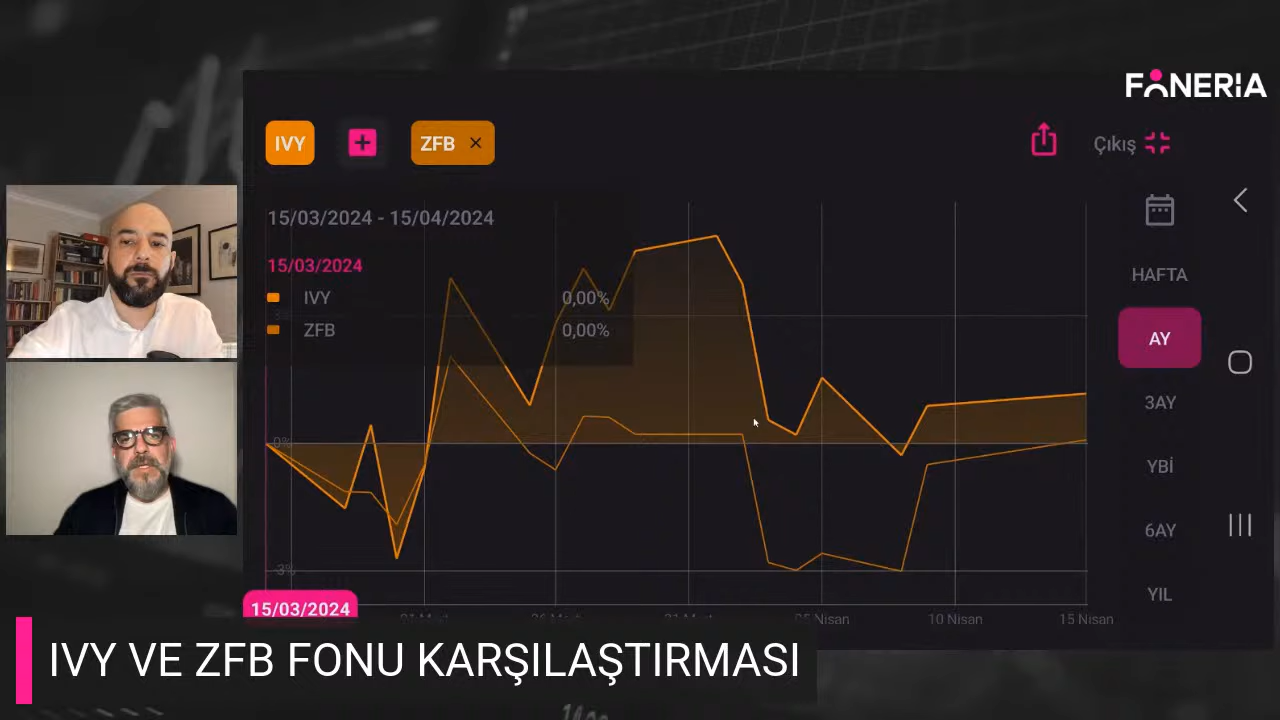 FONERIA
IVY
ZFB ×
Çıkış
15/03/2024 - 15/04/2024
15/03/2024
IVY 0,00%
ZFB 0,00%
HAFTA
AY
3AY
YBİ
6AY
YIL
0%
-3%
15/03/2024
05 Nisan
10 Nisan
15 Nisan
IVY VE ZFB FONU KARŞILAŞTIRMASI